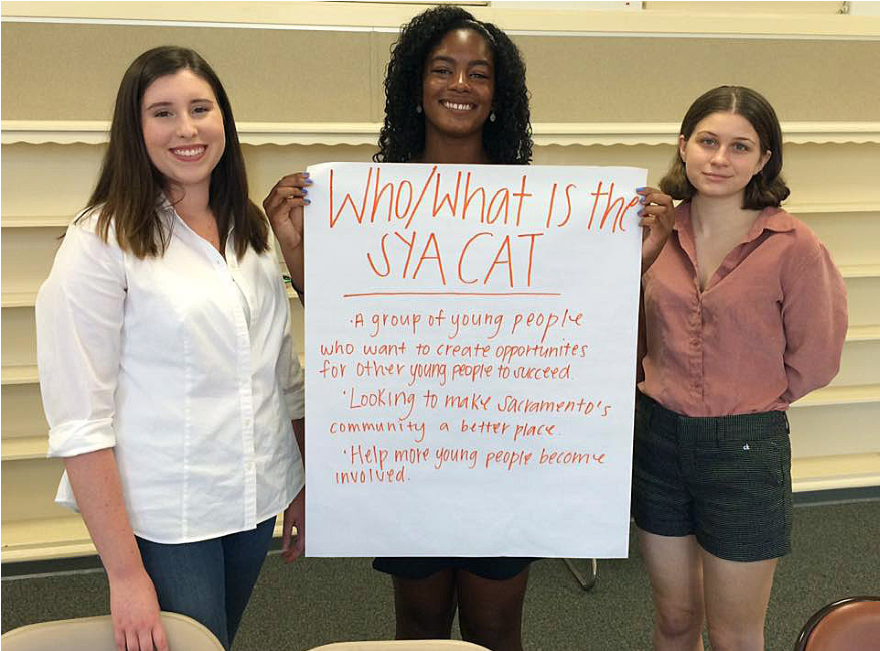 Who/What is the
SYA CAT
·A group of young people
who want to create opportunites
for other young people to succeed.
·Looking to make Sacramento's
community a better place.
·Help more young people become
involved.